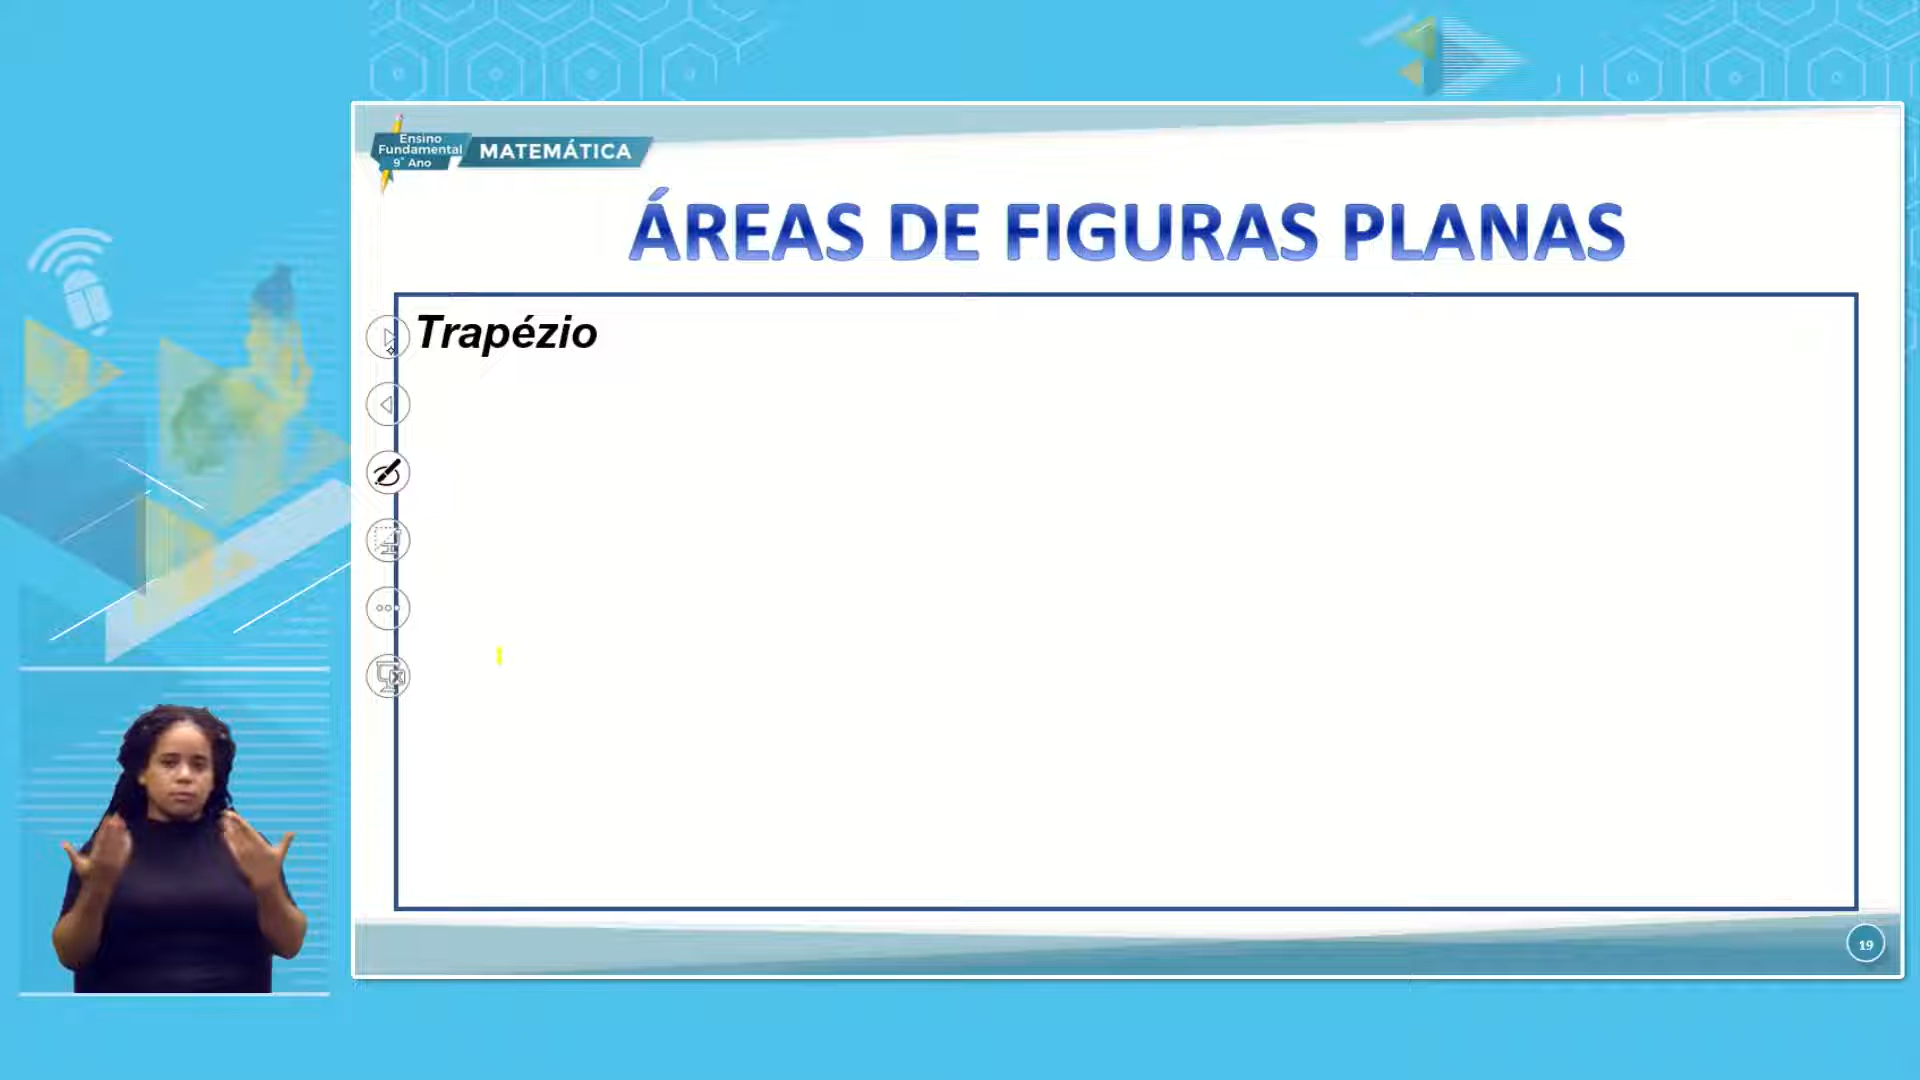 Ensino
Fundamental
9° Ano
MATEMÁTICA
ÁREAS DE FIGURAS PLANAS
Trapézio
19